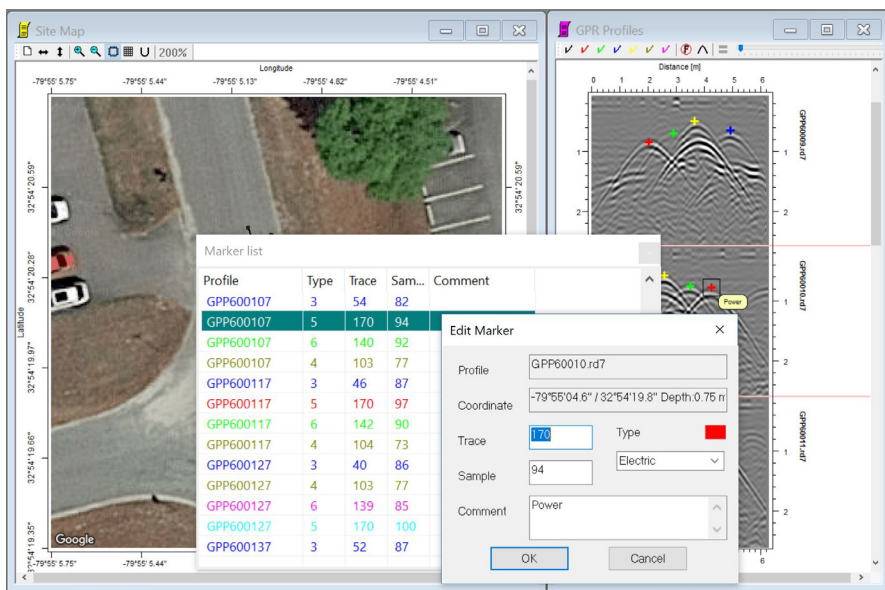 Site Map
200%
Longitude
-79°55' 5.75" -79°55' 5.44" -79°55' 5.13" -79°55' 4.82" -79°55' 4.51"
32°54'20.59"
32°54'20.28"
Latitude
32°54'19.97"
32°54'19.66"
32°54'19.35"
32°54'20.59"
Google
-79°55' 5.75" -79°55' 5.44"
GPR Profiles
Distance [m]
0 1 2 3 4 5 6
1
2
1
2
GPP60009.rd7
1
1
2
GPP60010.rd7
Power
1
2
GPP60011.rd7
6
Marker list
Profile Type Trace Sam... Comment
GPP600107 3 54 82
GPP600107 5 170 94
GPP600107 6 140 92
GPP600107 4 103 77
GPP600117 3 46 87
GPP600117 5 170 97
GPP600117 6 142 90
GPP600117 4 104 73
GPP600127 3 40 86
GPP600127 4 103 77
GPP600127 6 139 85
GPP600127 5 170 100
GPP600137 3 52 87
Edit Marker
Profile GPP60010.rd7
Coordinate -79°55'04.6" / 32°54'19.8" Depth:0.75 m
Trace 170 Type
Electric
Sample 94
Comment Power
OK Cancel